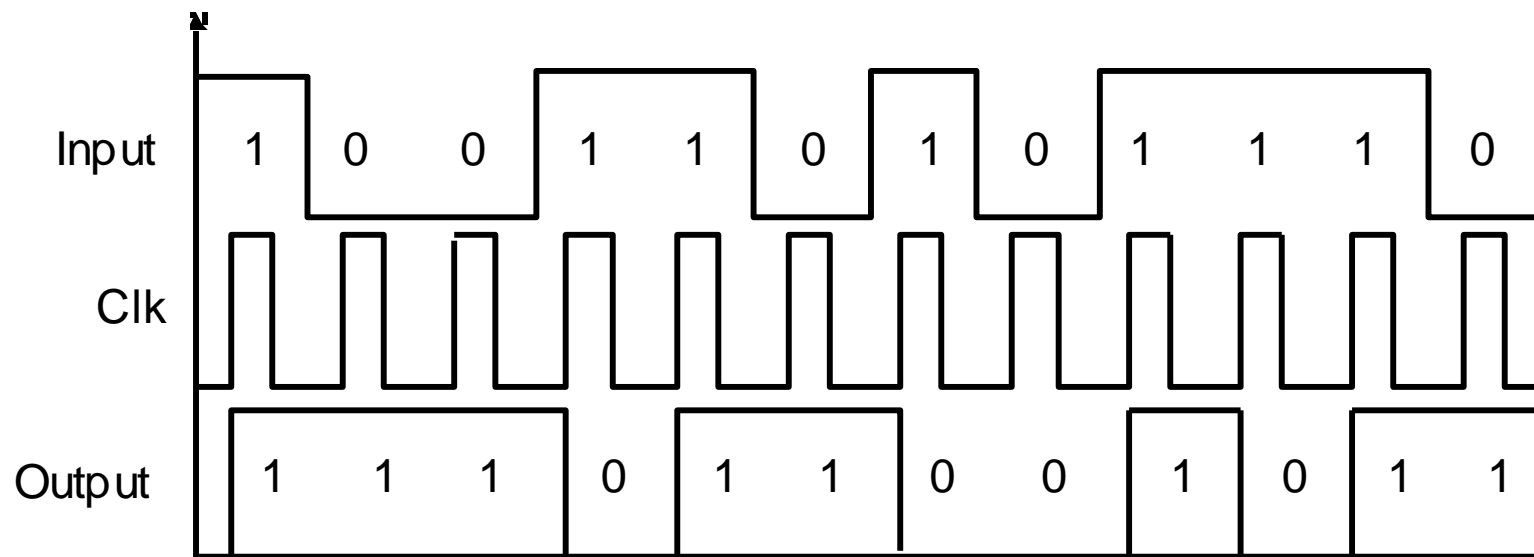 Input 1 0 0 1 1 0 1 0 1 1 1 0
Clk
Output 1 1 1 0 1 1 0 0 1 0 1 1